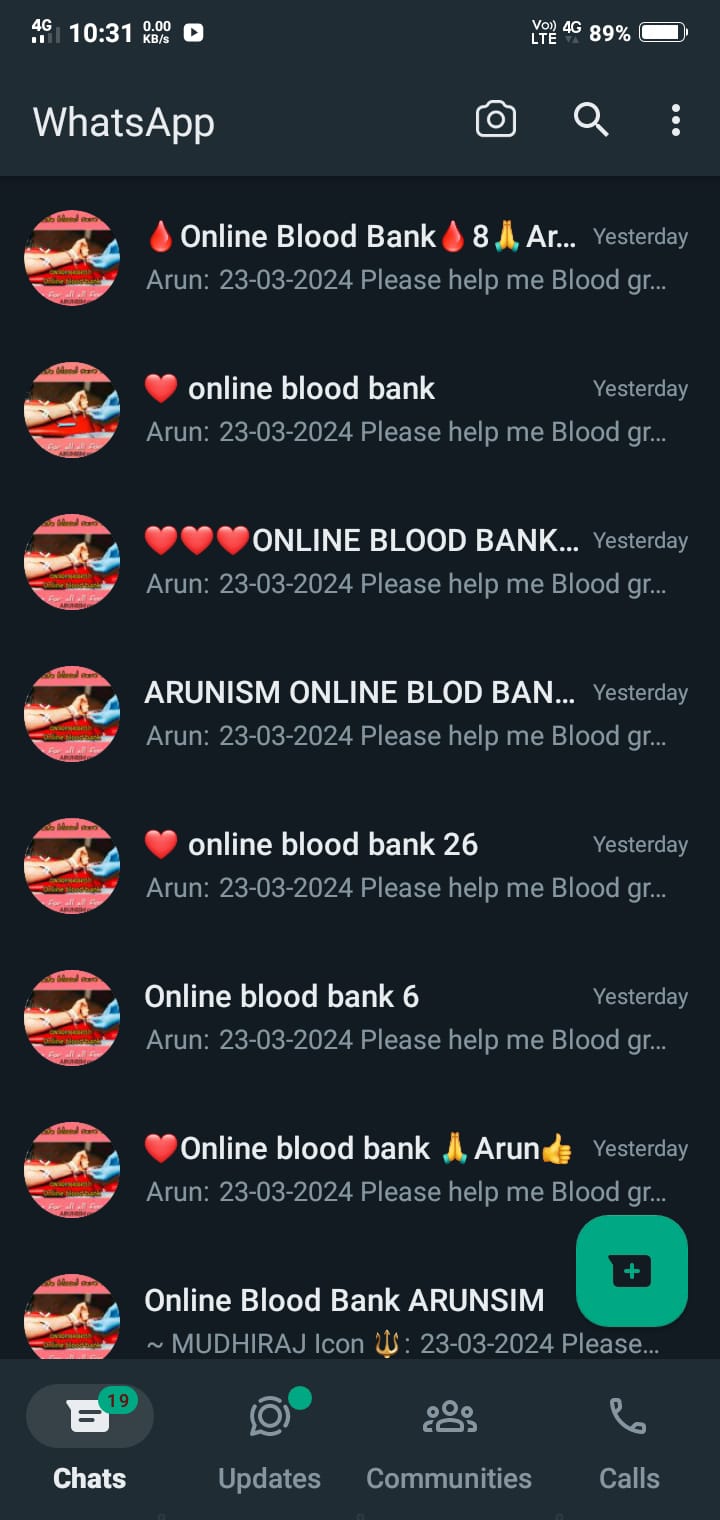 4G 10:31 0.00 KB/s Vo)) LTE 4G 89%
WhatsApp
🩸Online Blood Bank🩸8🙏Ar... Yesterday
Arun: 23-03-2024 Please help me Blood gr...
❤️ online blood bank Yesterday
Arun: 23-03-2024 Please help me Blood gr...
❤️❤️❤️ONLINE BLOOD BANK... Yesterday
Arun: 23-03-2024 Please help me Blood gr...
ARUNISM ONLINE BLOD BAN... Yesterday
Arun: 23-03-2024 Please help me Blood gr...
❤️ online blood bank 26 Yesterday
Arun: 23-03-2024 Please help me Blood gr...
Online blood bank 6 Yesterday
Arun: 23-03-2024 Please help me Blood gr...
❤️Online blood bank 🙏Arun👍 Yesterday
Arun: 23-03-2024 Please help me Blood gr...
Online Blood Bank ARUNSIM
~ MUDHIRAJ Icon 🔱: 23-03-2024 Please...
19
Chats Updates Communities Calls